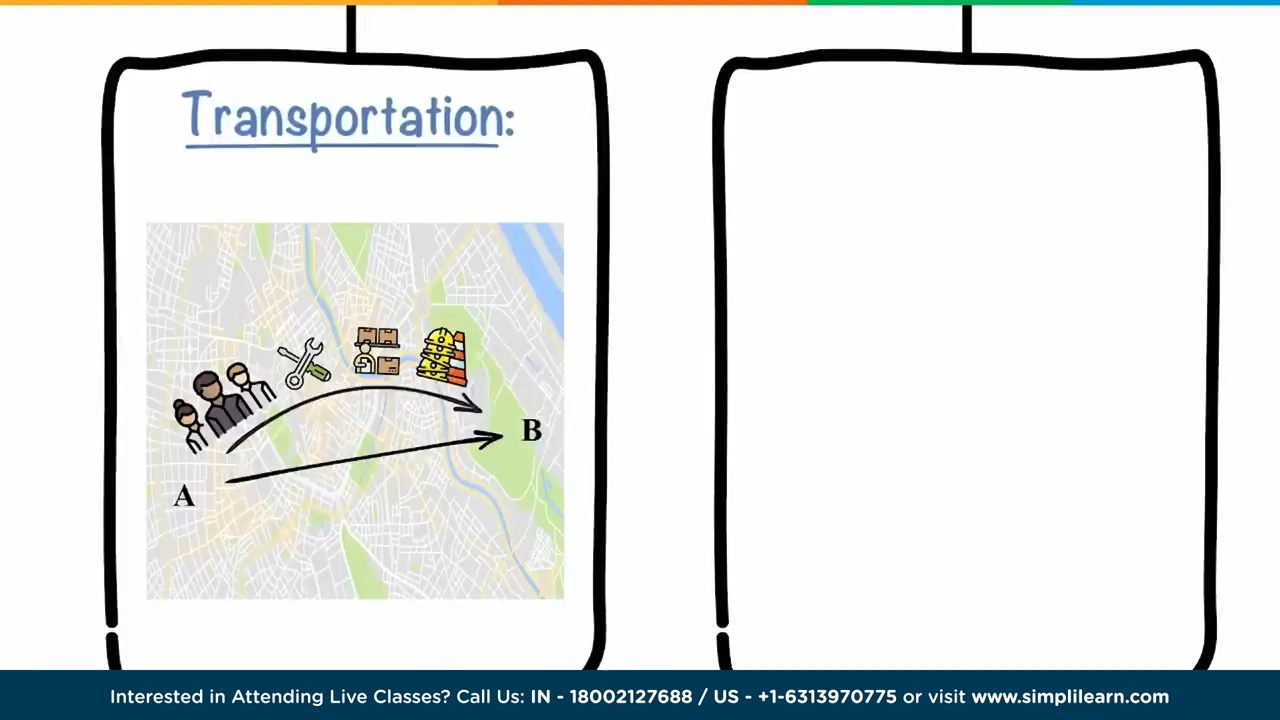 Transportation:
B
A
Interested in Attending Live Classes? Call Us: IN - 18002127688 / US - +1-6313970775 or visit www.simplilearn.com